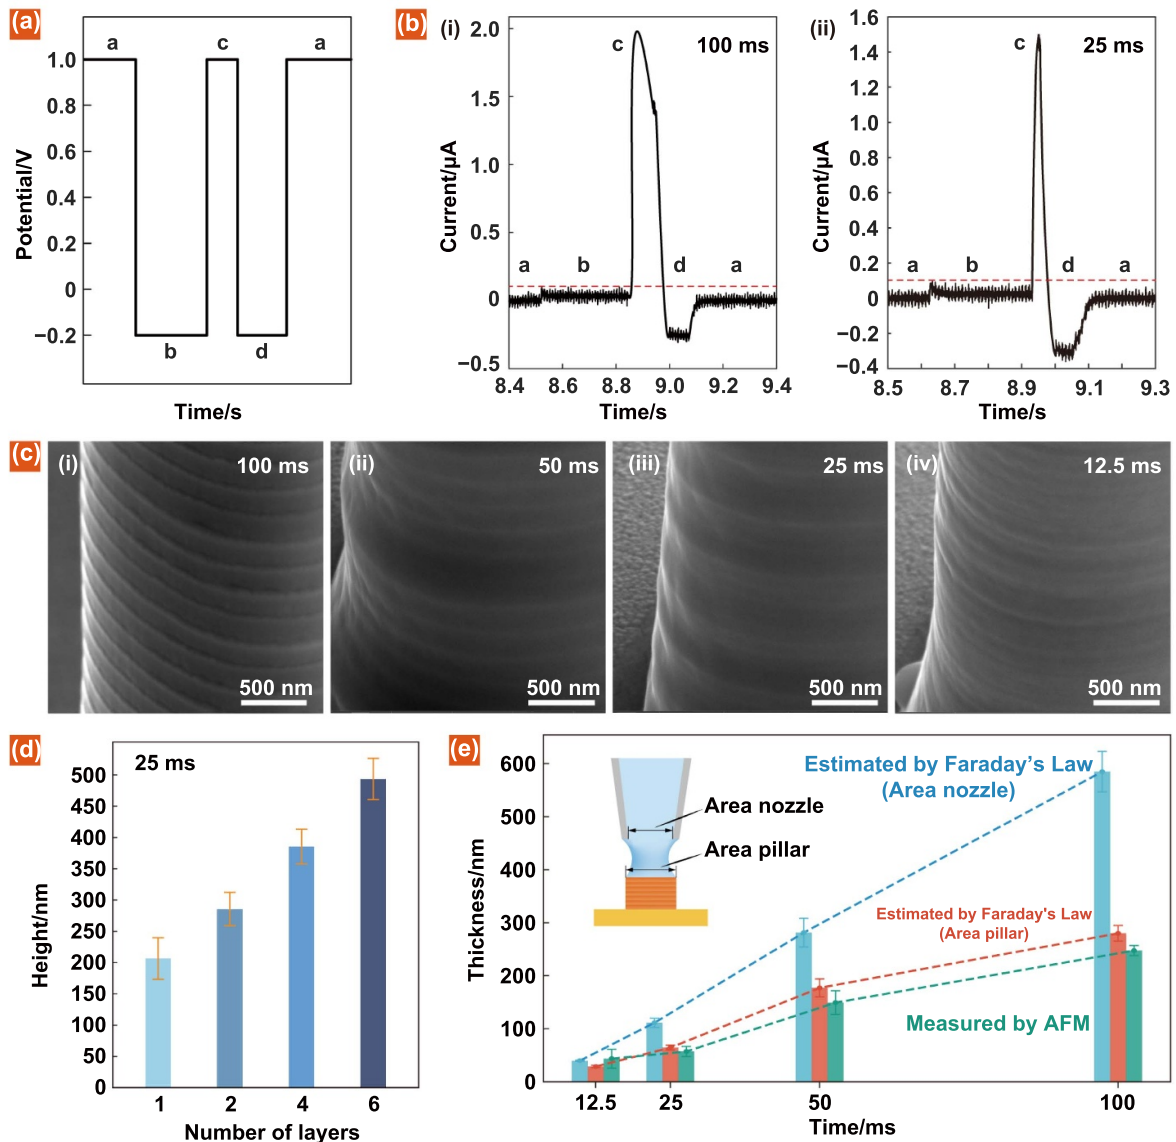 (a)
a
c
a
1.0
0.8
0.6
0.4
0.2
0
−0.2
b
d
Potential/V
Time/s
(b)
(i)
100 ms
c
2.0
1.5
1.0
0.5
0
−0.5
a
b
d
a
8.4
8.6
8.8
9.0
9.2
9.4
Current/µA
Time/s
(ii)
25 ms
c
1.6
1.4
1.2
1.0
0.8
0.6
0.4
0.2
0
−0.2
−0.4
a
b
d
a
8.5
8.7
8.9
9.1
9.3
Current/µA
Time/s
(c)
(i)
100 ms
500 nm
(ii)
50 ms
500 nm
(iii)
25 ms
500 nm
(iv)
12.5 ms
500 nm
(d)
25 ms
500
450
400
350
300
250
200
150
100
50
0
1
2
4
6
Height/nm
Number of layers
(e)
600
500
400
300
200
100
0
Thickness/nm
Area nozzle
Area pillar
Estimated by Faraday's Law
(Area nozzle)
Estimated by Faraday's Law
(Area pillar)
Measured by AFM
12.5
25
50
100
Time/ms